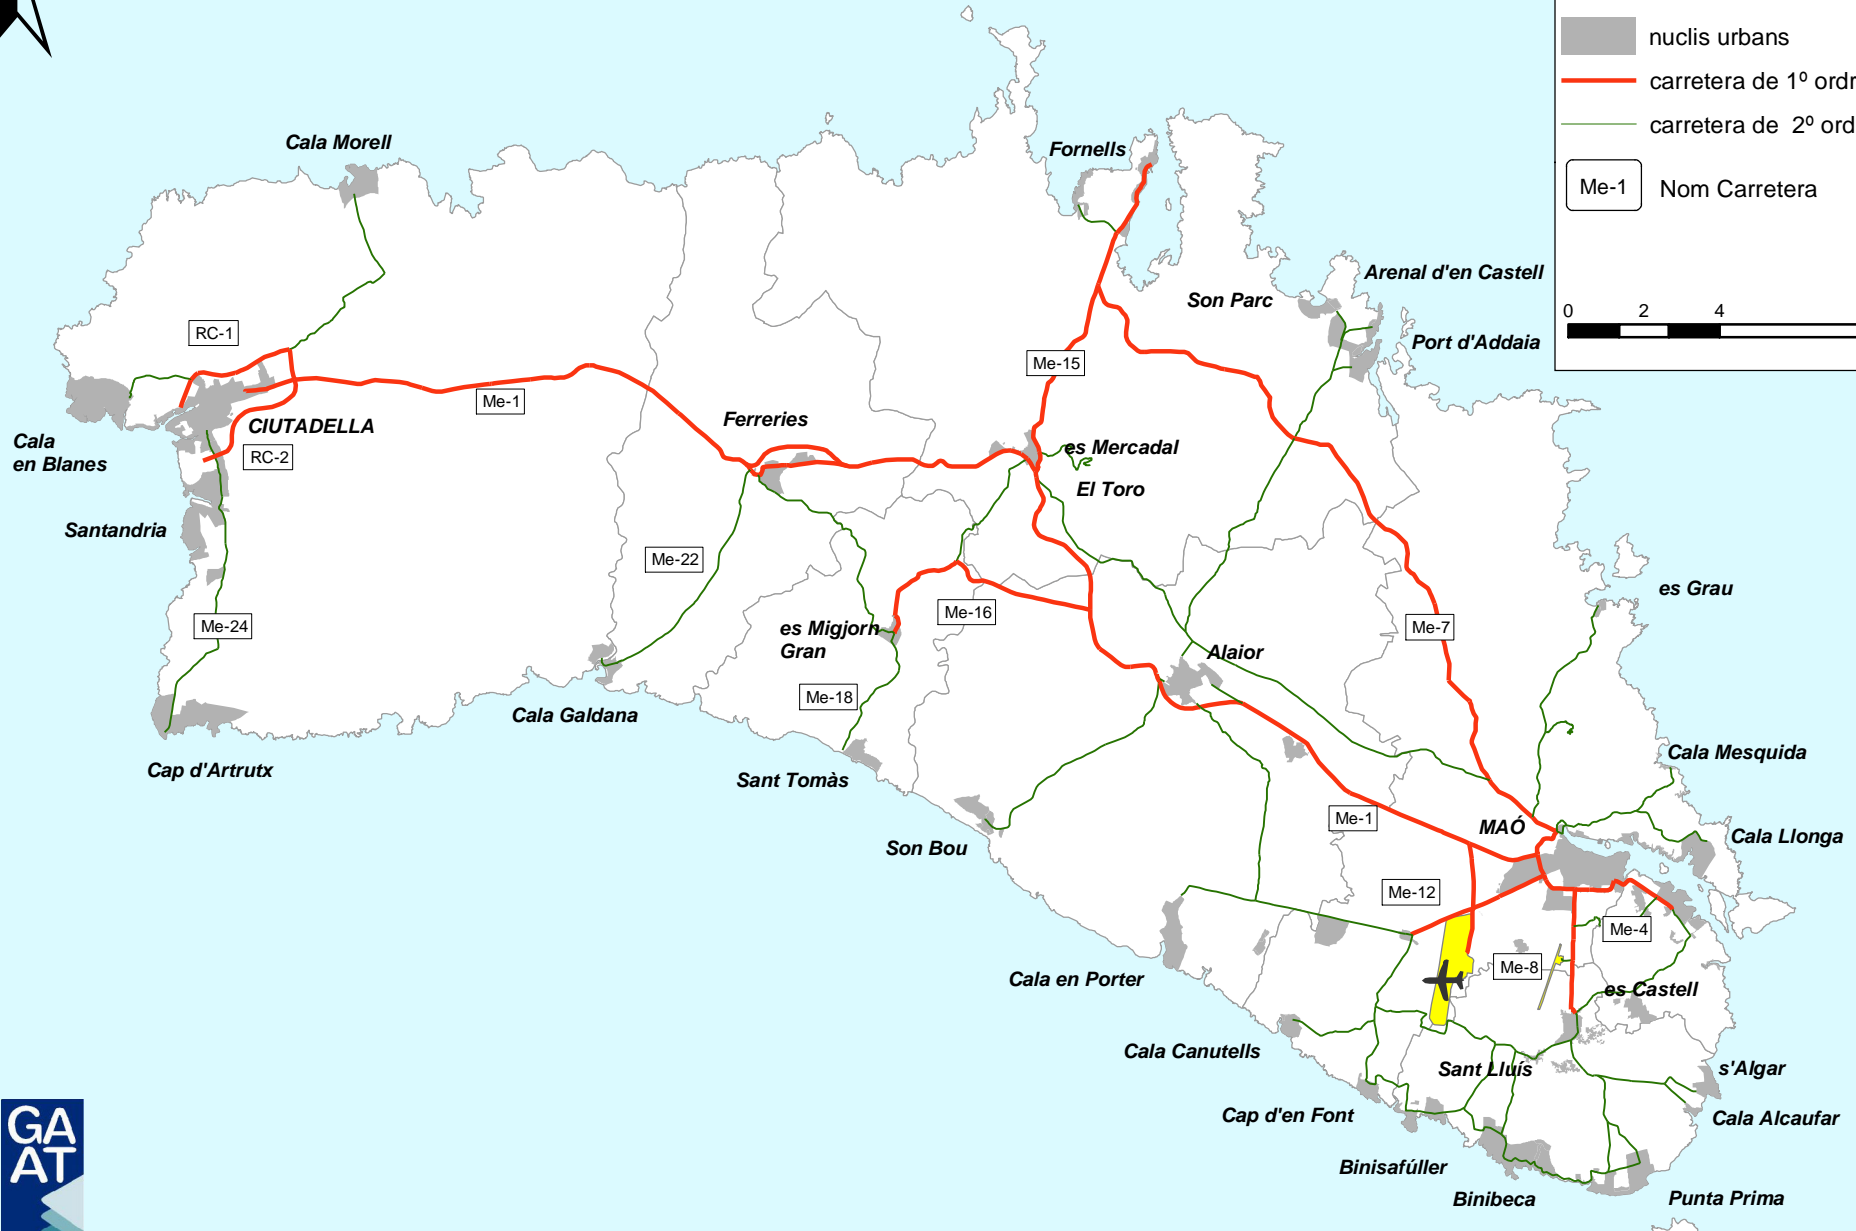 nuclis urbans
carretera de 1º ordr
carretera de 2º ord
Me-1 Nom Carretera
0 2 4
Cala Morell
Fornells
Arenal d'en Castell
Son Parc
Port d'Addaia
RC-1
Me-15
Me-1
Ferreries
CIUTADELLA
Cala
en Blanes
RC-2
es Mercadal
El Toro
Santandria
Me-22
es Grau
Me-24
Me-16
es Migjorn
Gran
Me-7
Alaior
Me-18
Cala Galdana
Cap d'Artrutx
Sant Tomàs
Cala Mesquida
Me-1
MAÓ
Cala Llonga
Son Bou
Me-12
Me-4
Me-8
Cala en Porter
es Castell
Cala Canutells
Sant Lluís
s'Algar
Cap d'en Font
Cala Alcaufar
Binisafúller
Binibeca
Punta Prima
GA
AT